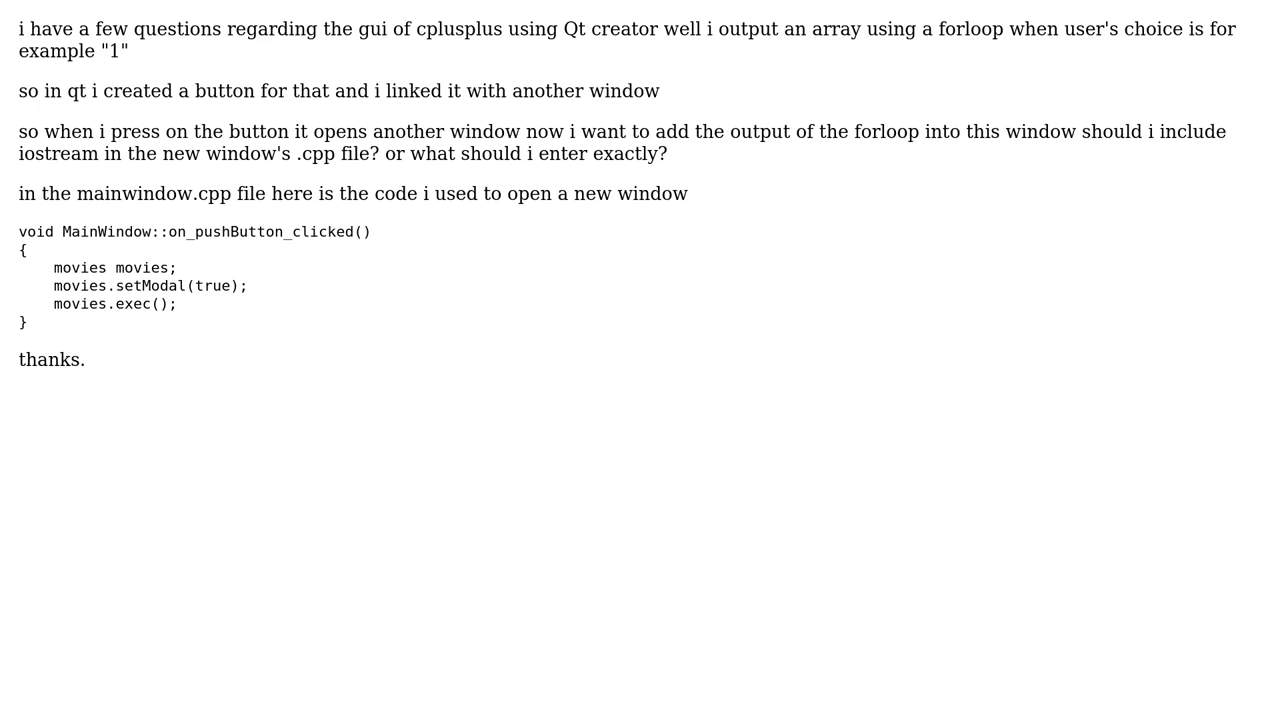 i have a few questions regarding the gui of cplusplus using Qt creator well i output an array using a forloop when user's choice is for
example "1"
so in qt i created a button for that and i linked it with another window
so when i press on the button it opens another window now i want to add the output of the forloop into this window should i include
iostream in the new window's .cpp file? or what should i enter exactly?
in the mainwindow.cpp file here is the code i used to open a new window
void MainWindow::on_pushButton_clicked()
{
    movies movies;
    movies.setModal(true);
    movies.exec();
}
thanks.